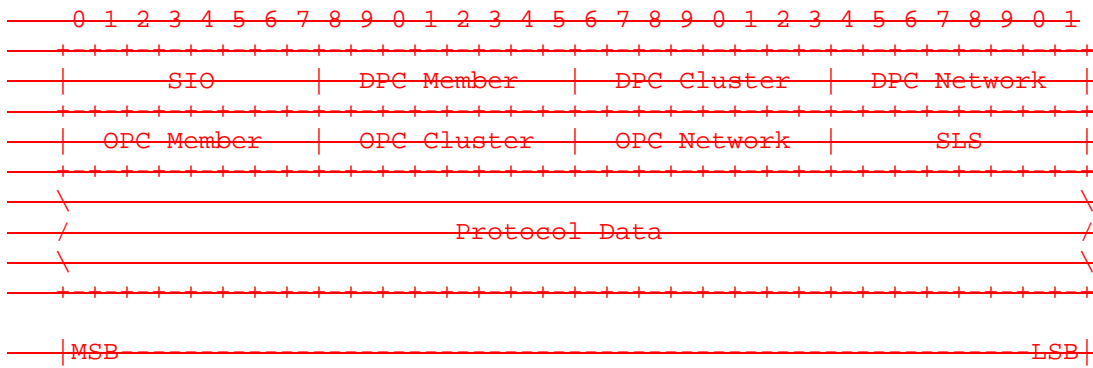 0 1 2 3 4 5 6 7 8 9 0 1 2 3 4 5 6 7 8 9 0 1 2 3 4 5 6 7 8 9 0 1
+-+-+-+-+-+-+-+-+-+-+-+-+-+-+-+-+-+-+-+-+-+-+-+-+-+-+-+-+-+-+-+-+
|      SIO      |  DPC Member   |  DPC Cluster  |  DPC Network  |
+-+-+-+-+-+-+-+-+-+-+-+-+-+-+-+-+-+-+-+-+-+-+-+-+-+-+-+-+-+-+-+-+
|  OPC Member   |  OPC Cluster  |  OPC Network  |      SLS      |
+-+-+-+-+-+-+-+-+-+-+-+-+-+-+-+-+-+-+-+-+-+-+-+-+-+-+-+-+-+-+-+-+
\                                                               \
/                        Protocol Data                          /
\                                                               \
+-+-+-+-+-+-+-+-+-+-+-+-+-+-+-+-+-+-+-+-+-+-+-+-+-+-+-+-+-+-+-+-+
|MSB---------------------------------------------------------LSB|